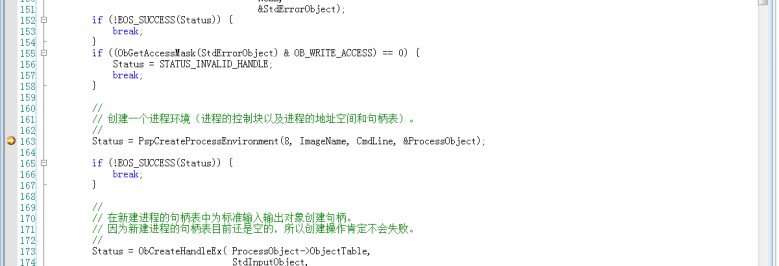 151 &StdErrorObject);
152 if (!EOS_SUCCESS(Status)) {
153 break;
154 }
155 if ((ObGetAccessMask(StdErrorObject) & OB_WRITE_ACCESS) == 0) {
156 Status = STATUS_INVALID_HANDLE;
157 break;
158 }
159
160 //
161 // 创建一个进程环境（进程的控制块以及进程的地址空间和句柄表）。
162 //
163 Status = PspCreateProcessEnvironment(8, ImageName, CmdLine, &ProcessObject);
164
165 if (!EOS_SUCCESS(Status)) {
166 break;
167 }
168
169 //
170 // 在新建进程的句柄表中为标准输入输出对象创建句柄。
171 // 因为新建进程的句柄表目前还是空的，所以创建操作肯定不会失败。
172 //
173 Status = ObCreateHandleEx( ProcessObject->ObjectTable,
174 StdInputObject,